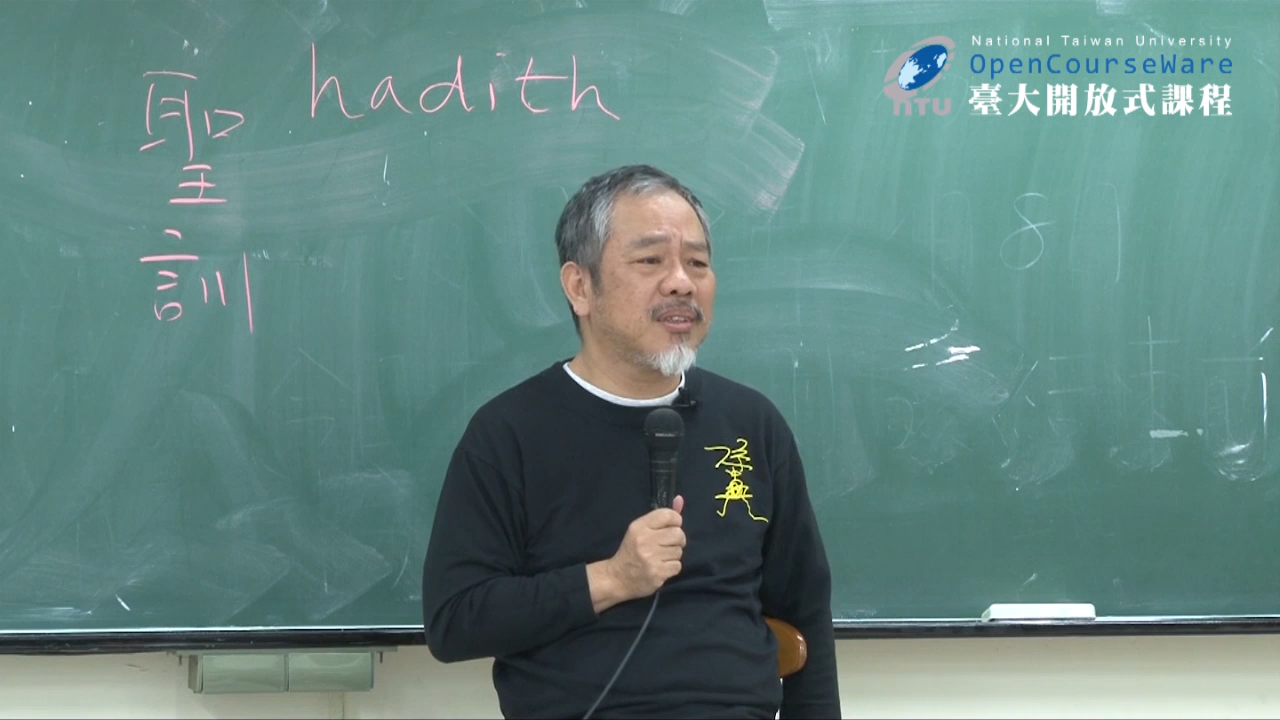 聖訓
hadith
National Taiwan University
OpenCourseWare
NTU
臺大開放式課程